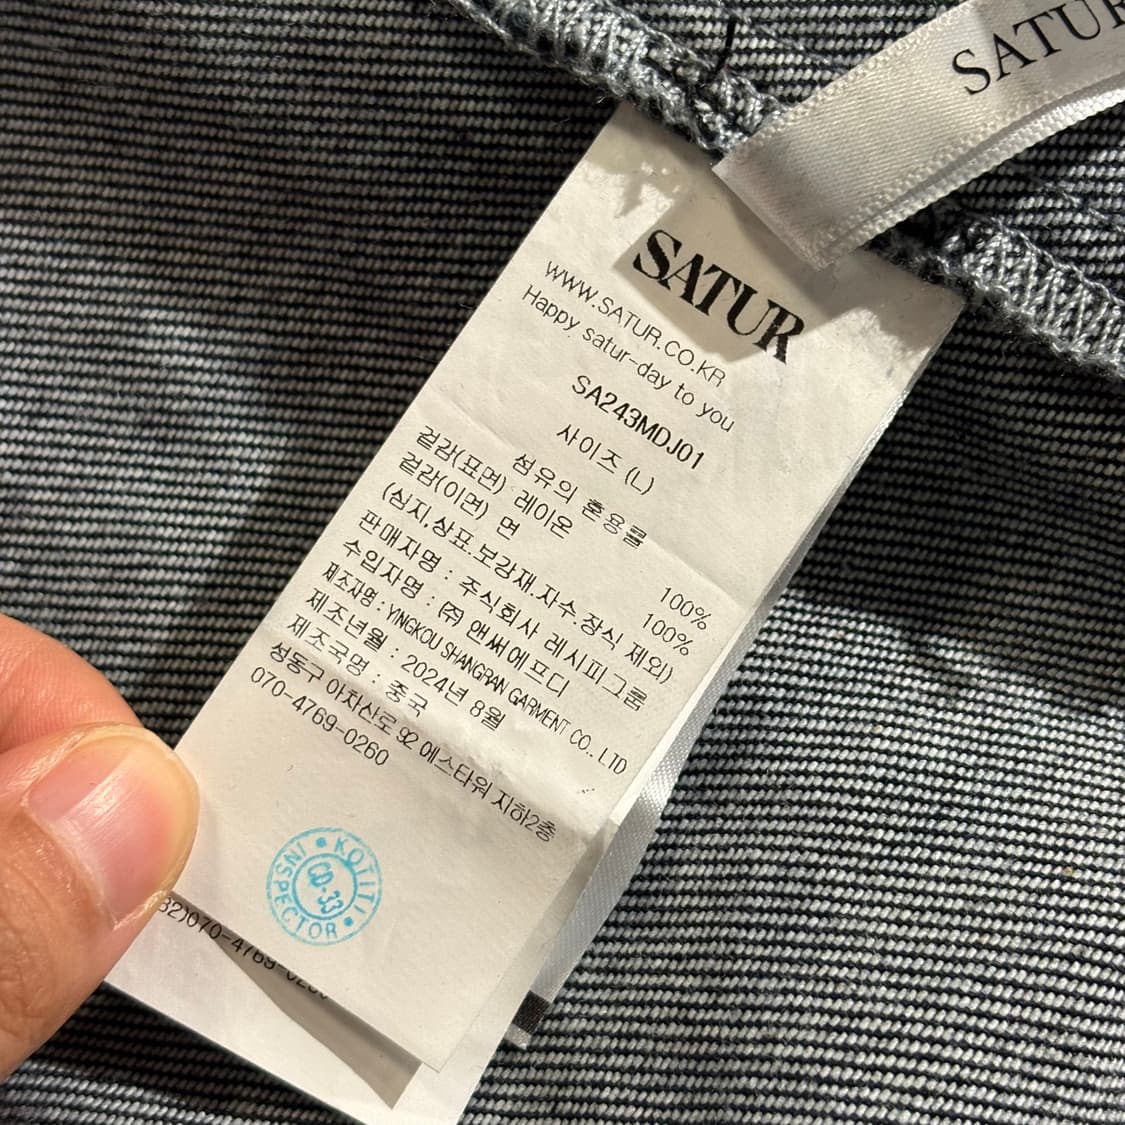 SATUR
SATUR
WWW.SATUR.CO.KR
Happy satur-day to you
SA243MDJ01
사이즈 (L)
섬유의 혼용률
겉감(표면) 레이온 100%
겉감(이면) 면 100%
(심지,상표.보강재.자수.장식 제외)
판매자명 : 주식회사 레시피그룹
수입자명 : (주) 앤써에프디
제조자명 : YINGKOU SHANGRAN GARMENT CO., LTD
제조년월 : 2024년 8월
제조국명 : 중국
성동구 아차산로 92 에스타워 지하2층
070-4769-0260
KOTITI INSPECTOR
82)070-4769-0260